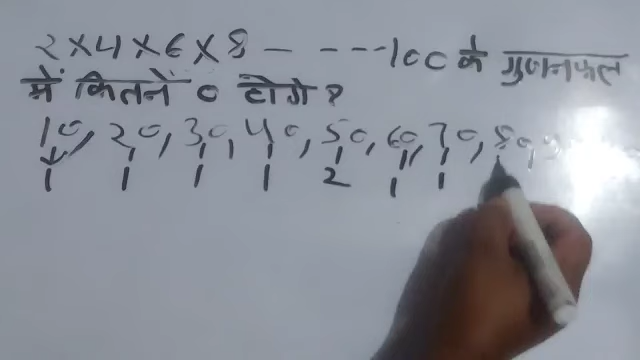 2×4×6×8 – – --- 100 के गुणनफल
में कितनें 0 होगे ?
10, 20, 30, 40, 50, 60, 70, 80, 9
1 1 1 1 2 1 1